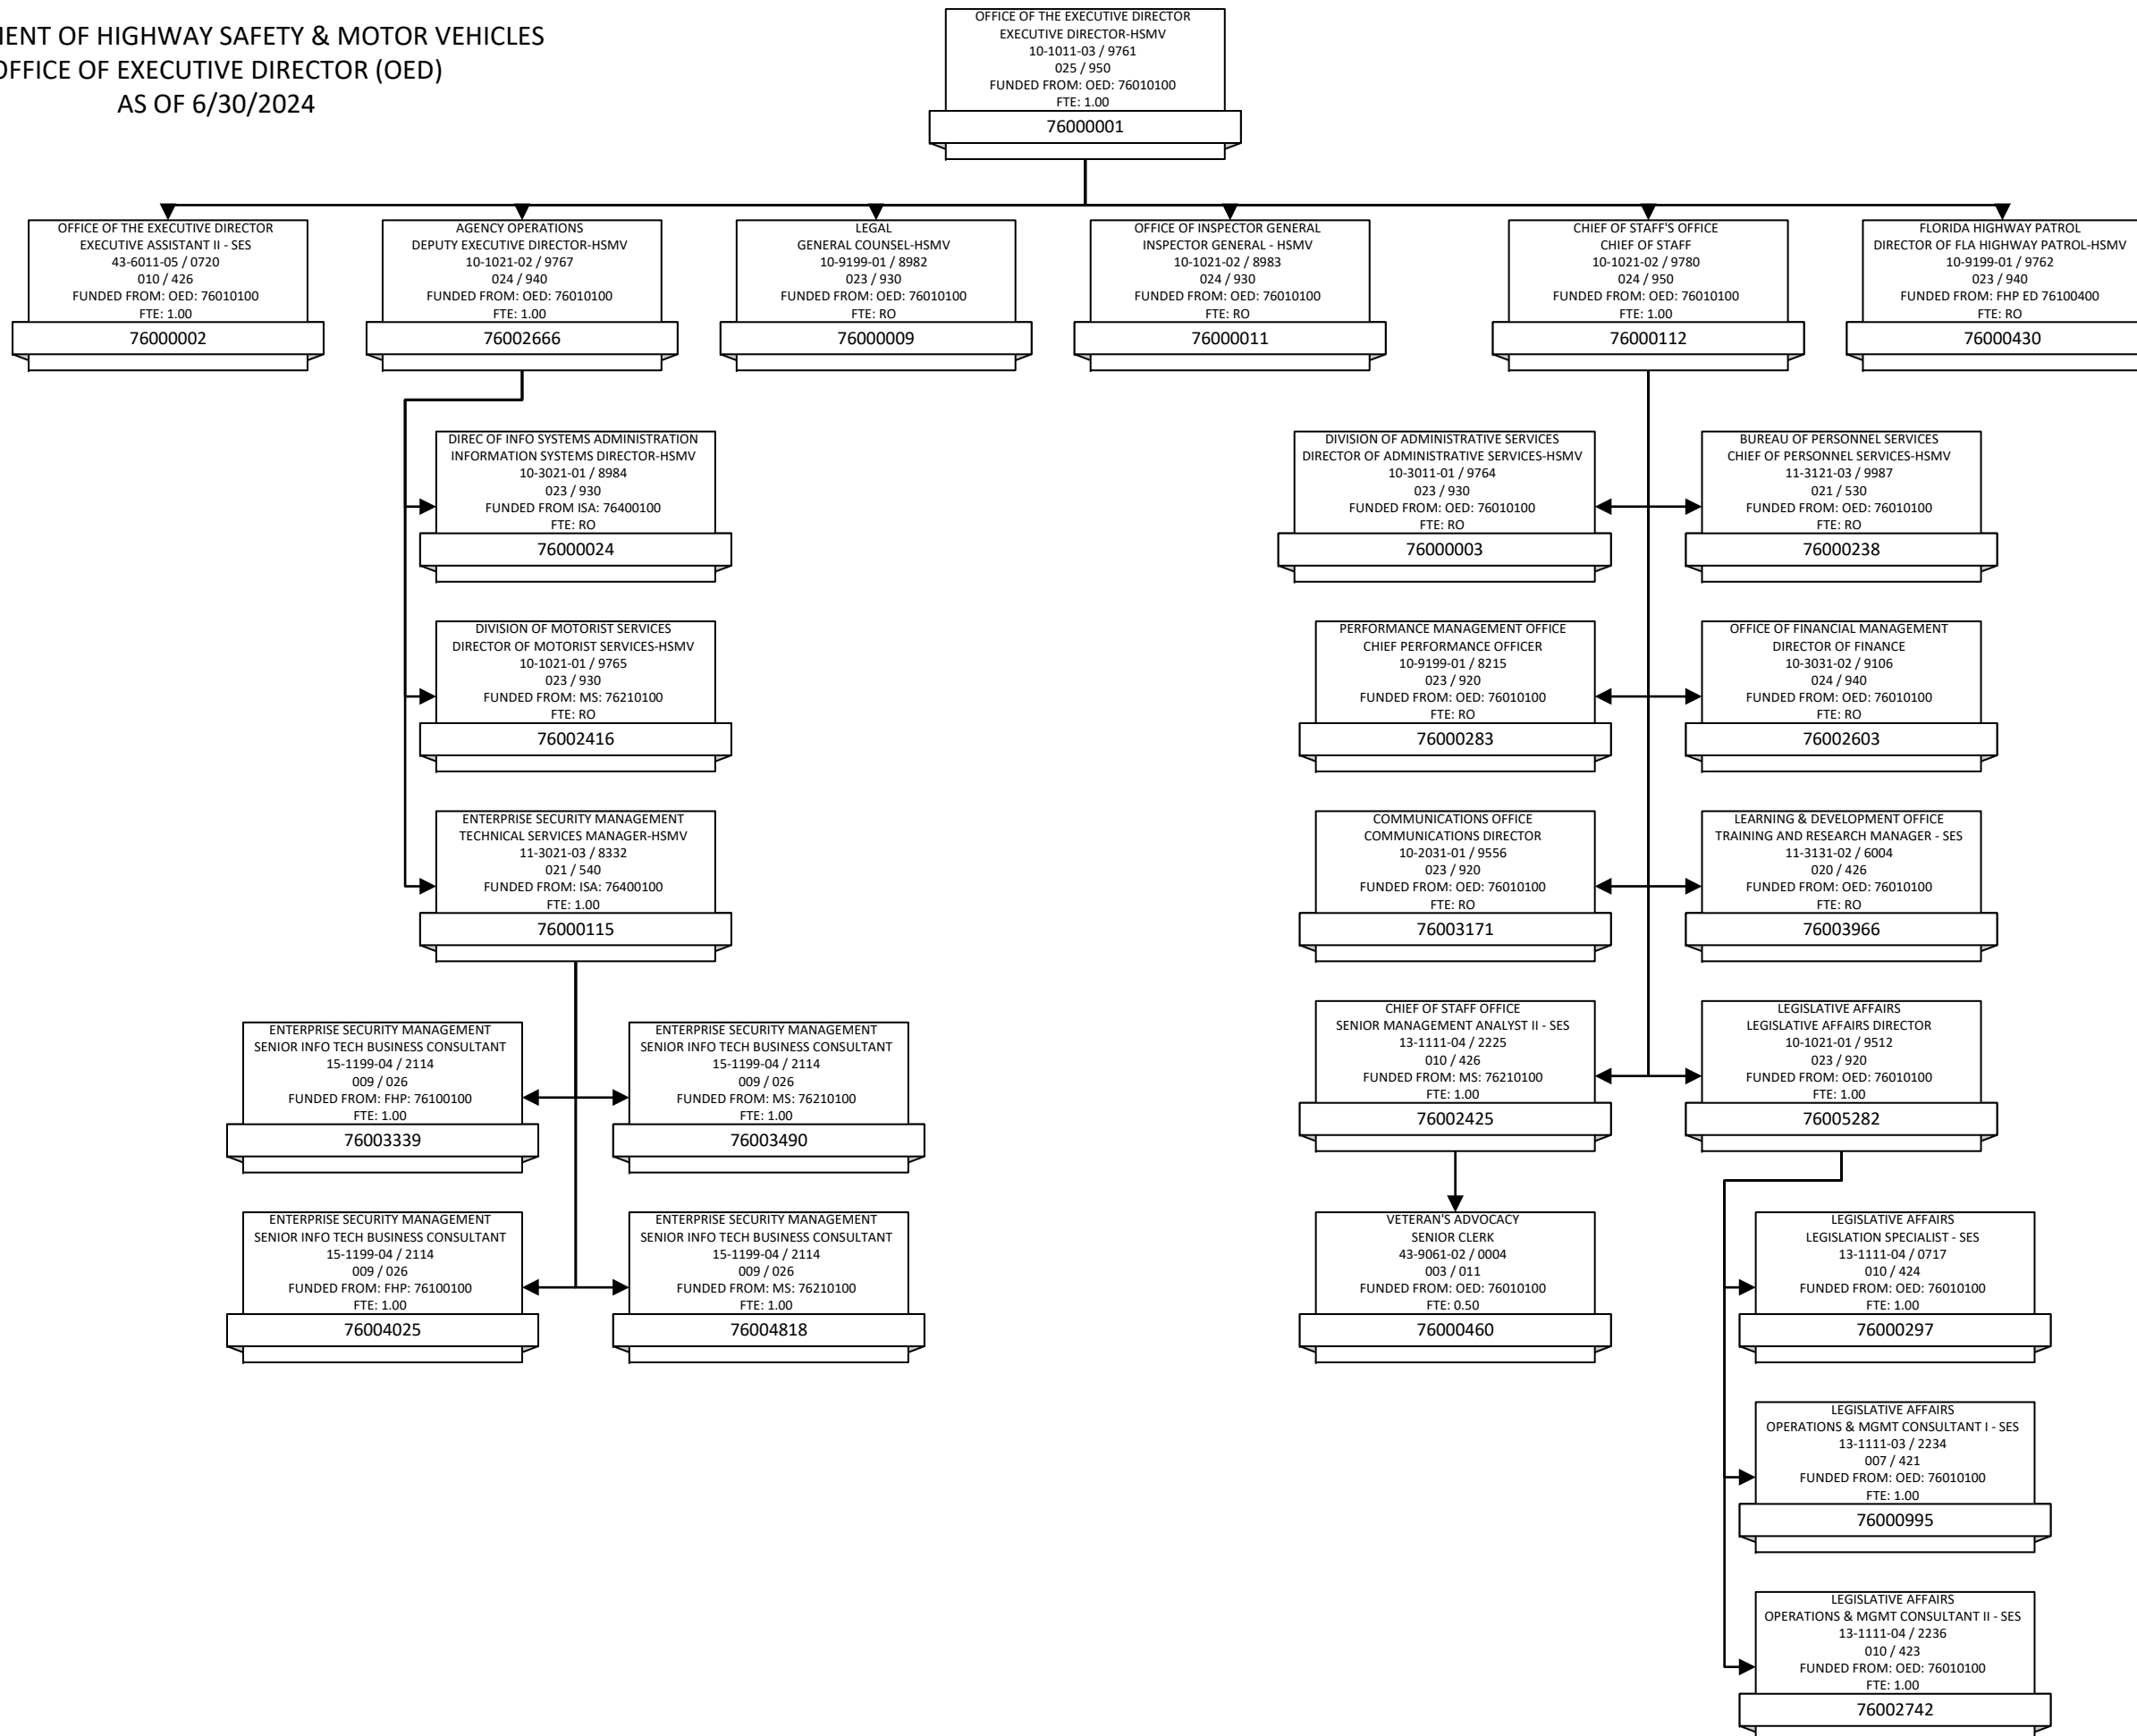 MENT OF HIGHWAY SAFETY & MOTOR VEHICLES
OFFICE OF EXECUTIVE DIRECTOR (OED)
AS OF 6/30/2024
OFFICE OF THE EXECUTIVE DIRECTOR
EXECUTIVE DIRECTOR-HSMV
10-1011-03 / 9761
025 / 950
FUNDED FROM: OED: 76010100
FTE: 1.00
76000001
OFFICE OF THE EXECUTIVE DIRECTOR
EXECUTIVE ASSISTANT II - SES
43-6011-05 / 0720
010 / 426
FUNDED FROM: OED: 76010100
FTE: 1.00
76000002
AGENCY OPERATIONS
DEPUTY EXECUTIVE DIRECTOR-HSMV
10-1021-02 / 9767
024 / 940
FUNDED FROM: OED: 76010100
FTE: 1.00
76002666
LEGAL
GENERAL COUNSEL-HSMV
10-9199-01 / 8982
023 / 930
FUNDED FROM: OED: 76010100
FTE: RO
76000009
OFFICE OF INSPECTOR GENERAL
INSPECTOR GENERAL - HSMV
10-1021-02 / 8983
024 / 930
FUNDED FROM: OED: 76010100
FTE: RO
76000011
CHIEF OF STAFF'S OFFICE
CHIEF OF STAFF
10-1021-02 / 9780
024 / 950
FUNDED FROM: OED: 76010100
FTE: 1.00
76000112
FLORIDA HIGHWAY PATROL
DIRECTOR OF FLA HIGHWAY PATROL-HSMV
10-9199-01 / 9762
023 / 940
FUNDED FROM: FHP ED 76100400
FTE: RO
76000430
DIREC OF INFO SYSTEMS ADMINISTRATION
INFORMATION SYSTEMS DIRECTOR-HSMV
10-3021-01 / 8984
023 / 930
FUNDED FROM ISA: 76400100
FTE: RO
76000024
DIVISION OF ADMINISTRATIVE SERVICES
DIRECTOR OF ADMINISTRATIVE SERVICES-HSMV
10-3011-01 / 9764
023 / 930
FUNDED FROM: OED: 76010100
FTE: RO
76000003
BUREAU OF PERSONNEL SERVICES
CHIEF OF PERSONNEL SERVICES-HSMV
11-3121-03 / 9987
021 / 530
FUNDED FROM: OED: 76010100
FTE: RO
76000238
DIVISION OF MOTORIST SERVICES
DIRECTOR OF MOTORIST SERVICES-HSMV
10-1021-01 / 9765
023 / 930
FUNDED FROM: MS: 76210100
FTE: RO
76002416
PERFORMANCE MANAGEMENT OFFICE
CHIEF PERFORMANCE OFFICER
10-9199-01 / 8215
023 / 920
FUNDED FROM: OED: 76010100
FTE: RO
76000283
OFFICE OF FINANCIAL MANAGEMENT
DIRECTOR OF FINANCE
10-3031-02 / 9106
024 / 940
FUNDED FROM: OED: 76010100
FTE: RO
76002603
ENTERPRISE SECURITY MANAGEMENT
TECHNICAL SERVICES MANAGER-HSMV
11-3021-03 / 8332
021 / 540
FUNDED FROM: ISA: 76400100
FTE: 1.00
76000115
COMMUNICATIONS OFFICE
COMMUNICATIONS DIRECTOR
10-2031-01 / 9556
023 / 920
FUNDED FROM: OED: 76010100
FTE: RO
76003171
LEARNING & DEVELOPMENT OFFICE
TRAINING AND RESEARCH MANAGER - SES
11-3131-02 / 6004
020 / 426
FUNDED FROM: OED: 76010100
FTE: RO
76003966
ENTERPRISE SECURITY MANAGEMENT
SENIOR INFO TECH BUSINESS CONSULTANT
15-1199-04 / 2114
009 / 026
FUNDED FROM: FHP: 76100100
FTE: 1.00
76003339
ENTERPRISE SECURITY MANAGEMENT
SENIOR INFO TECH BUSINESS CONSULTANT
15-1199-04 / 2114
009 / 026
FUNDED FROM: MS: 76210100
FTE: 1.00
76003490
CHIEF OF STAFF OFFICE
SENIOR MANAGEMENT ANALYST II - SES
13-1111-04 / 2225
010 / 426
FUNDED FROM: MS: 76210100
FTE: 1.00
76002425
LEGISLATIVE AFFAIRS
LEGISLATIVE AFFAIRS DIRECTOR
10-1021-01 / 9512
023 / 920
FUNDED FROM: OED: 76010100
FTE: 1.00
76005282
ENTERPRISE SECURITY MANAGEMENT
SENIOR INFO TECH BUSINESS CONSULTANT
15-1199-04 / 2114
009 / 026
FUNDED FROM: FHP: 76100100
FTE: 1.00
76004025
ENTERPRISE SECURITY MANAGEMENT
SENIOR INFO TECH BUSINESS CONSULTANT
15-1199-04 / 2114
009 / 026
FUNDED FROM: MS: 76210100
FTE: 1.00
76004818
VETERAN'S ADVOCACY
SENIOR CLERK
43-9061-02 / 0004
003 / 011
FUNDED FROM: OED: 76010100
FTE: 0.50
76000460
LEGISLATIVE AFFAIRS
LEGISLATION SPECIALIST - SES
13-1111-04 / 0717
010 / 424
FUNDED FROM: OED: 76010100
FTE: 1.00
76000297
LEGISLATIVE AFFAIRS
OPERATIONS & MGMT CONSULTANT I - SES
13-1111-03 / 2234
007 / 421
FUNDED FROM: OED: 76010100
FTE: 1.00
76000995
LEGISLATIVE AFFAIRS
OPERATIONS & MGMT CONSULTANT II - SES
13-1111-04 / 2236
010 / 423
FUNDED FROM: OED: 76010100
FTE: 1.00
76002742